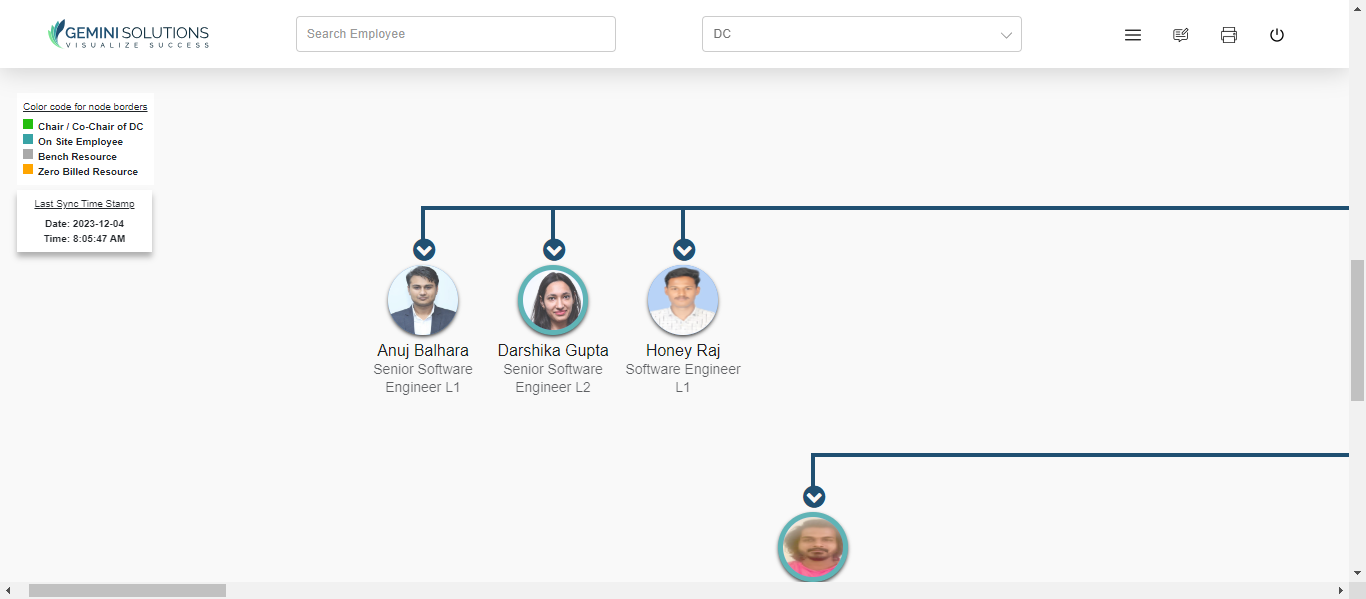 GEMINI SOLUTIONS
VISUALIZE SUCCESS
Search Employee
DC
Color code for node borders
Chair / Co-Chair of DC
On Site Employee
Bench Resource
Zero Billed Resource
Last Sync Time Stamp
Date: 2023-12-04
Time: 8:05:47 AM
Anuj Balhara
Senior Software
Engineer L1
Darshika Gupta
Senior Software
Engineer L2
Honey Raj
Software Engineer
L1